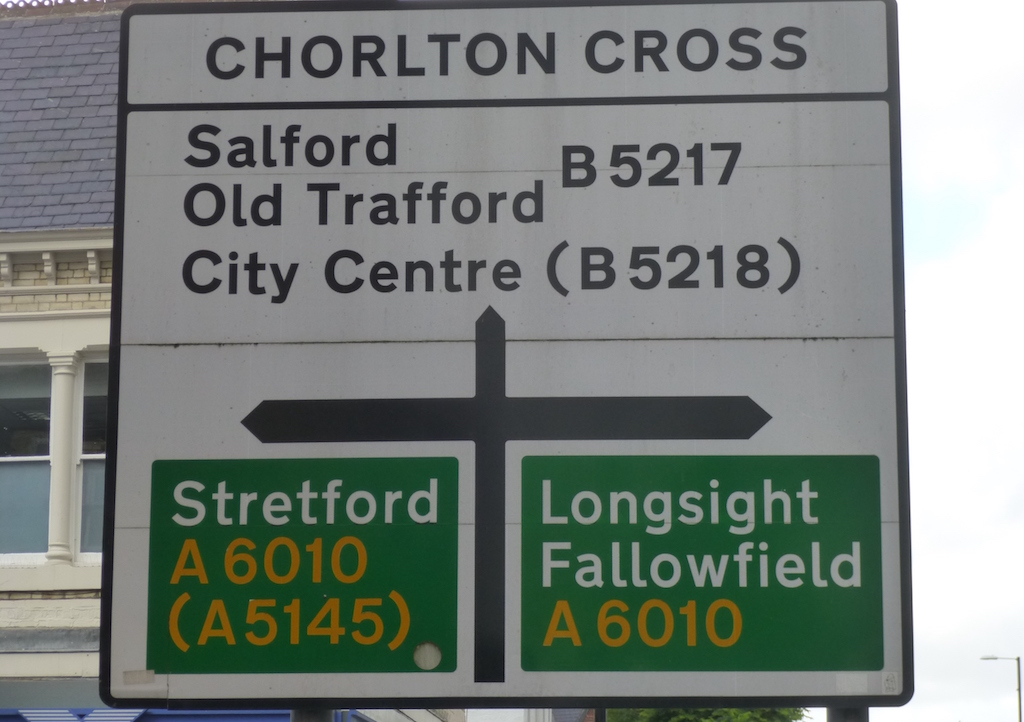 CHORLTON CROSS
Salford
Old Trafford
B5217
City Centre (B5218)
Stretford
A6010
(A5145)
Longsight
Fallowfield
A6010